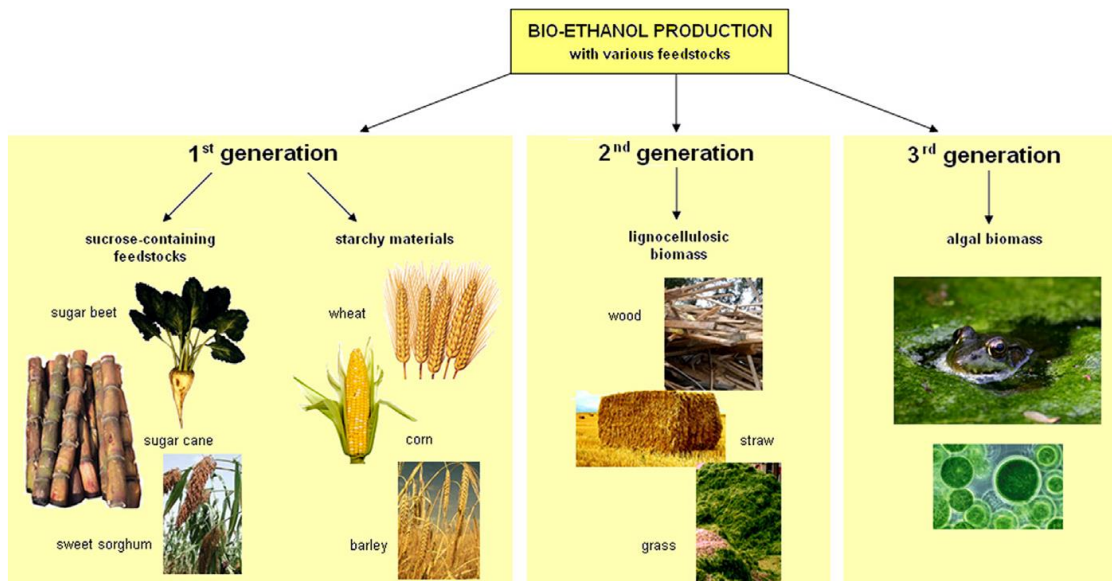 BIO-ETHANOL PRODUCTION
with various feedstocks
1st generation
sucrose-containing
feedstocks
sugar beet
sugar cane
sweet sorghum
starchy materials
wheat
corn
barley
2nd generation
lignocellulosic
biomass
wood
straw
grass
3rd generation
algal biomass